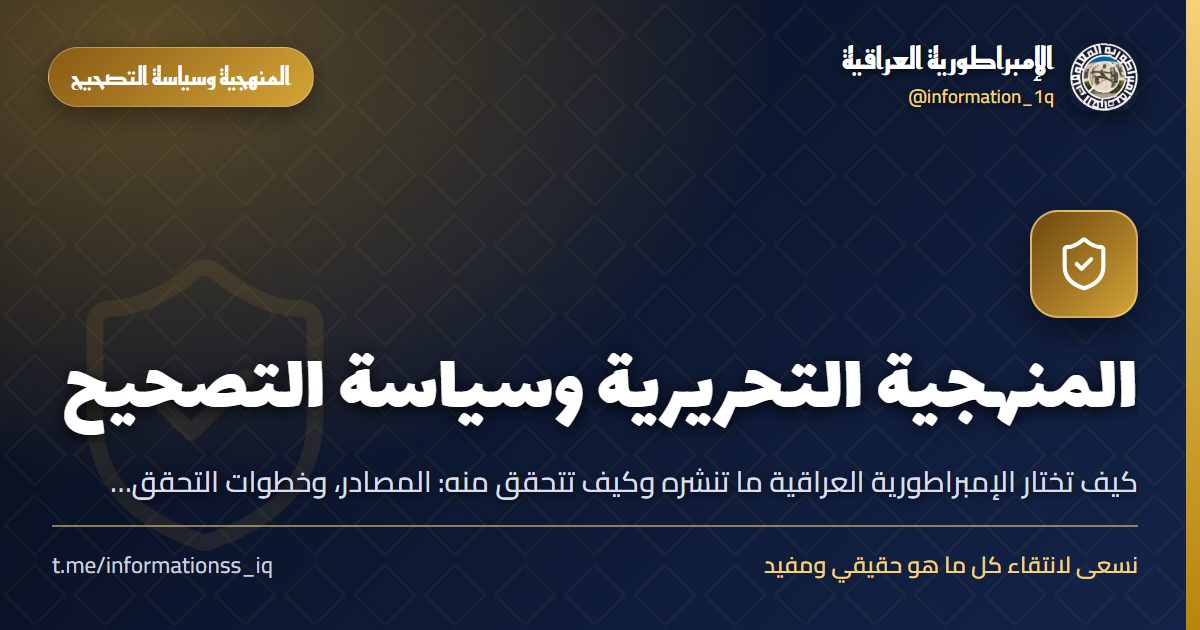 الإمبراطورية العراقية
@information_1q
المنهجية وسياسة التصحيح
المنهجية التحريرية وسياسة التصحيح
كيف تختار الإمبراطورية العراقية ما تنشره وكيف تتحقق منه: المصادر، وخطوات التحقق...
نسعى لانتقاء كل ما هو حقيقي ومفيد
t.me/informationss_iq